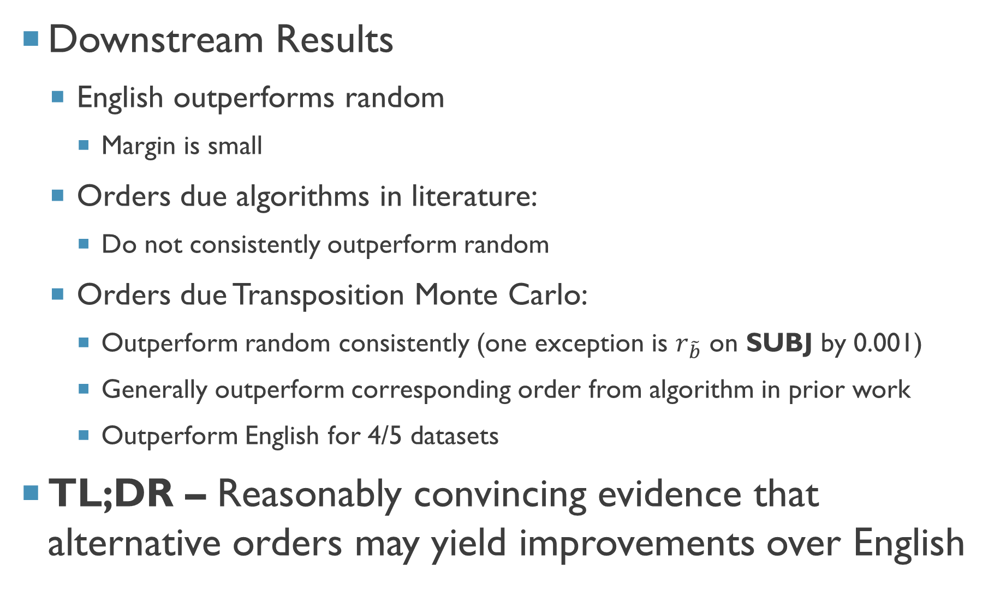 Downstream Results
English outperforms random
Margin is small
Orders due algorithms in literature:
Do not consistently outperform random
Orders due Transposition Monte Carlo:
Outperform random consistently (one exception is r_b̃ on SUBJ by 0.001)
Generally outperform corresponding order from algorithm in prior work
Outperform English for 4/5 datasets
TL;DR – Reasonably convincing evidence that
alternative orders may yield improvements over English